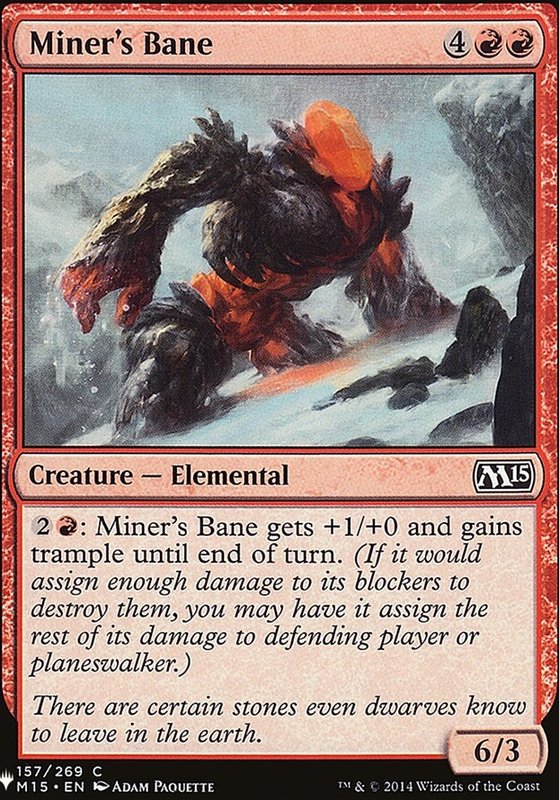 Miner's Bane 4
Creature — Elemental M15
2: Miner's Bane gets +1/+0 and gains
trample until end of turn. (If it would
assign enough damage to its blockers to
destroy them, you may have it assign the
rest of its damage to defending player or
planeswalker.)
There are certain stones even dwarves know
to leave in the earth.
6/3
157/269 C
M15 • EN Adam Paquette
™ & © 2014 Wizards of the Coast